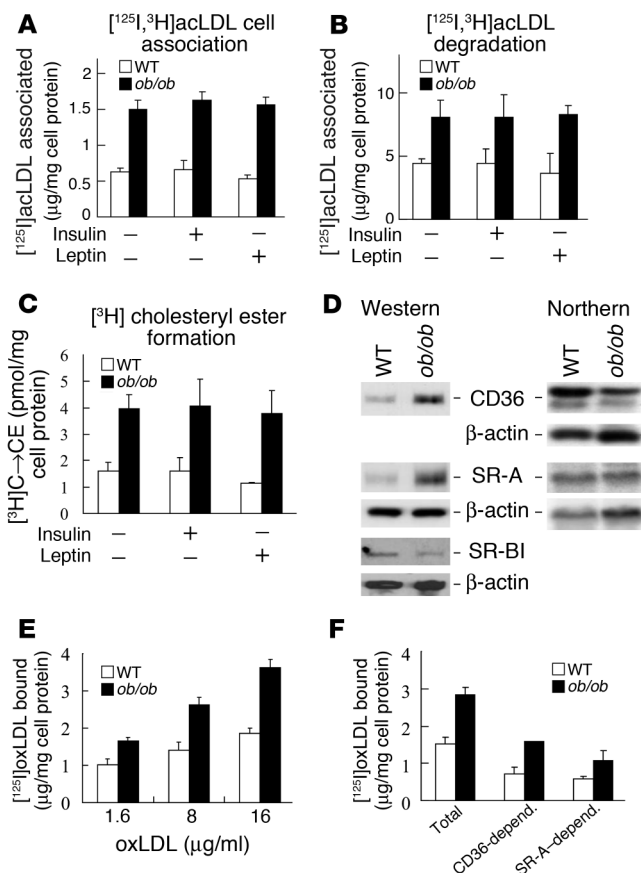 A
[¹²⁵I,³H]acLDL cell
association
[¹²⁵I]acLDL associated
(μg/mg cell protein)
WT
ob/ob
2
1.5
1
0.5
0
Insulin – + –
Leptin – – +
B
[¹²⁵I,³H]acLDL
degradation
[¹²⁵I]acLDL associated
(μg/mg cell protein)
WT
ob/ob
10
5
0
Insulin – + –
Leptin – – +
C
[³H] cholesteryl ester
formation
[³H]C→CE (pmol/mg
cell protein)
WT
ob/ob
6
5
4
3
2
1
0
Insulin – + –
Leptin – – +
D
Western Northern
WT ob/ob WT ob/ob
– CD36 –
β-actin –
– SR-A –
– β-actin –
– SR-BI
– β-actin
E
[¹²⁵I]oxLDL bound
(μg/mg cell protein)
WT
ob/ob
4
3
2
1
0
1.6 8 16
oxLDL (μg/ml)
F
[¹²⁵I]oxLDL bound
(μg/mg cell protein)
WT
ob/ob
4
3
2
1
0
Total
CD36-depend.
SR-A–depend.